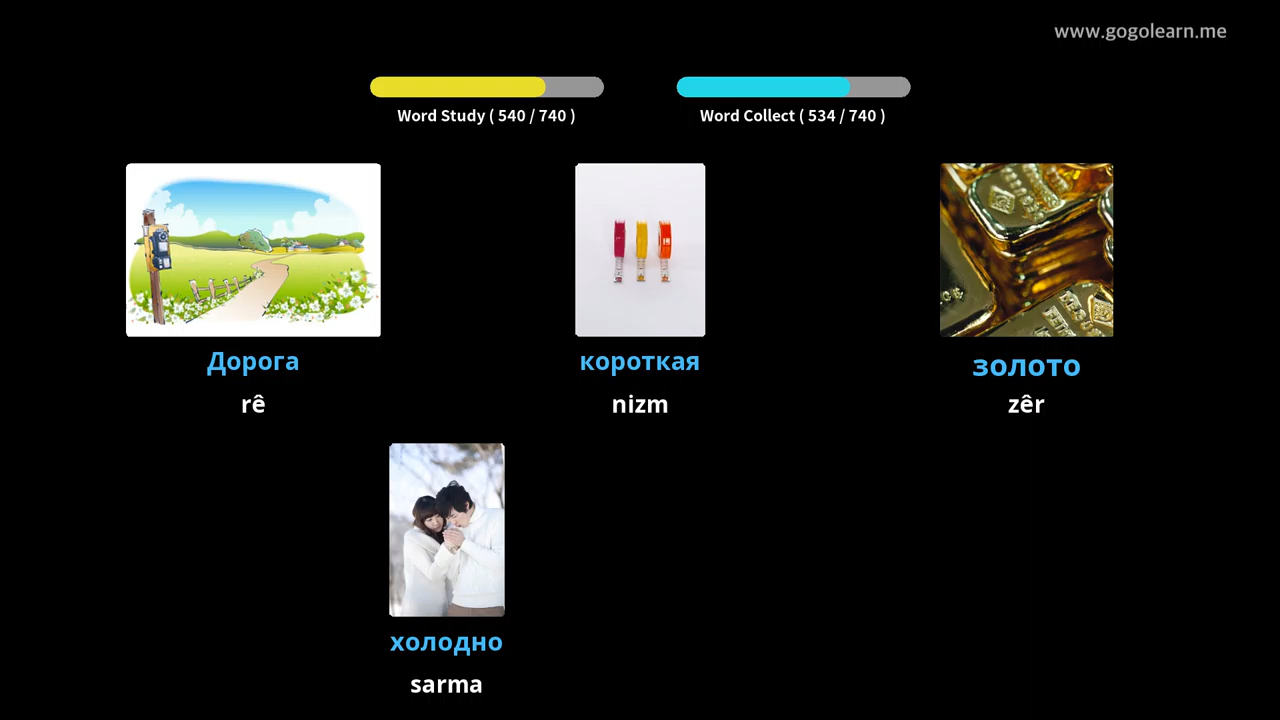 www.gogolearn.me
Word Study ( 540 / 740 )
Word Collect ( 534 / 740 )
Дорога
короткая
золото
rê
nizm
zêr
холодно
sarma